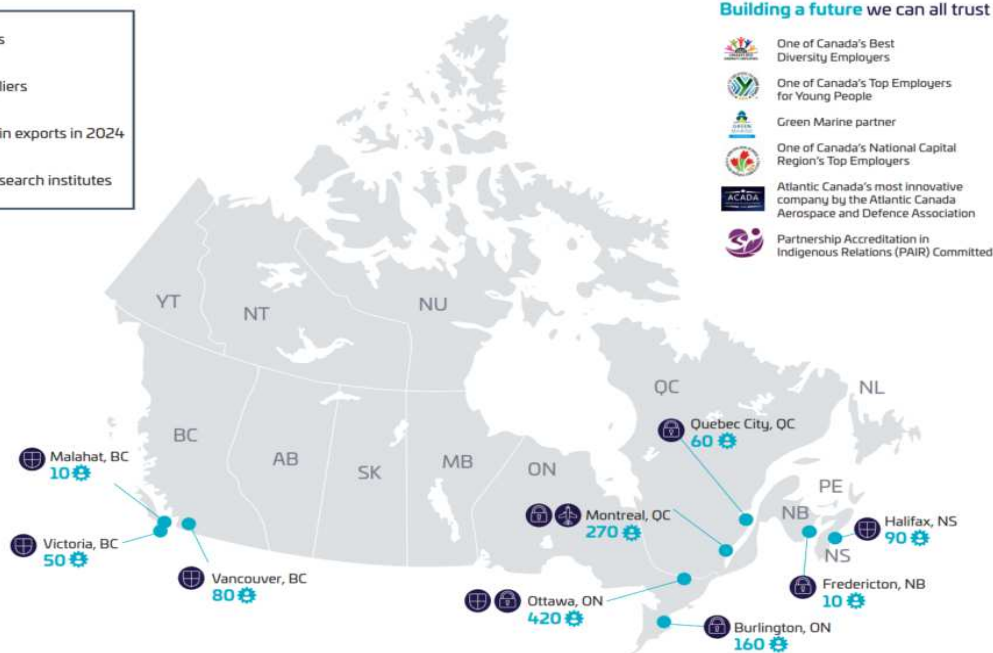 s
liers
in exports in 2024
search institutes
Building a future we can all trust
One of Canada's Best
Diversity Employers
One of Canada's Top Employers
for Young People
GREEN
MARINE
Green Marine partner
One of Canada's National Capital
Region's Top Employers
ACADA
Atlantic Canada's most innovative
company by the Atlantic Canada
Aerospace and Defence Association
Partnership Accreditation in
Indigenous Relations (PAIR) Committed
YT
NT
NU
BC
AB
SK
MB
ON
QC
NL
PE
NB
NS
Malahat, BC
10
Victoria, BC
50
Vancouver, BC
80
Quebec City, QC
60
Montreal, QC
270
Ottawa, ON
420
Burlington, ON
160
Halifax, NS
90
Fredericton, NB
10